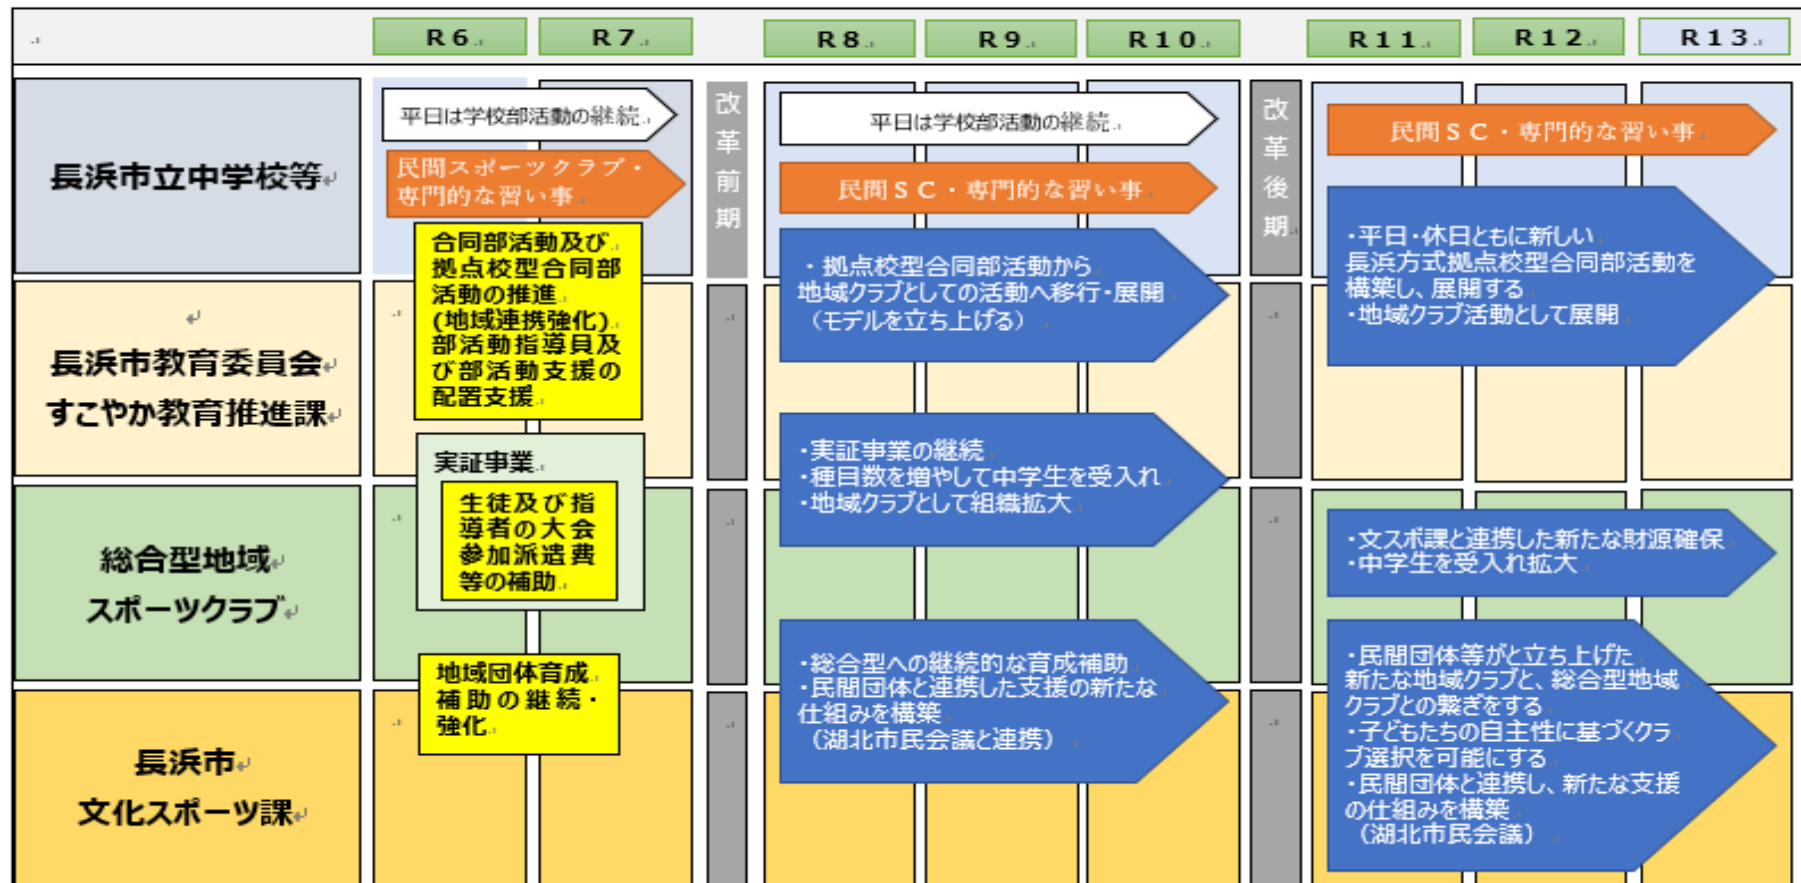 R６
R７
R８
R９
R１０
R１１
R１２
R１３
長浜市立中学校等
平日は学校部活動の継続
民間スポーツクラブ・
専門的な習い事
改革前期
平日は学校部活動の継続
民間ＳＣ・専門的な習い事
改革後期
民間ＳＣ・専門的な習い事
合同部活動及び
拠点校型合同部
活動の推進
(地域連携強化)
部活動指導員及
び部活動支援の
配置支援
・拠点校型合同部活動から
地域クラブとしての活動へ移行・展開
（モデルを立ち上げる）
・平日・休日ともに新しい
長浜方式拠点校型合同部活動を
構築し、展開する
・地域クラブ活動として展開
長浜市教育委員会
すこやか教育推進課
実証事業
生徒及び指
導者の大会
参加派遣費
等の補助
・実証事業の継続
・種目数を増やして中学生を受入れ
・地域クラブとして組織拡大
総合型地域
スポーツクラブ
・文スポ課と連携した新たな財源確保
・中学生を受入れ拡大
地域団体育成
補助の継続・
強化
・総合型への継続的な育成補助
・民間団体と連携した支援の新たな
仕組みを構築
（湖北市民会議と連携）
・民間団体等がと立ち上げた
新たな地域クラブと、総合型地域
クラブとの繋ぎをする
・子どもたちの自主性に基づくクラ
ブ選択を可能にする
・民間団体と連携し、新たな支援
の仕組みを構築
（湖北市民会議）
長浜市
文化スポーツ課